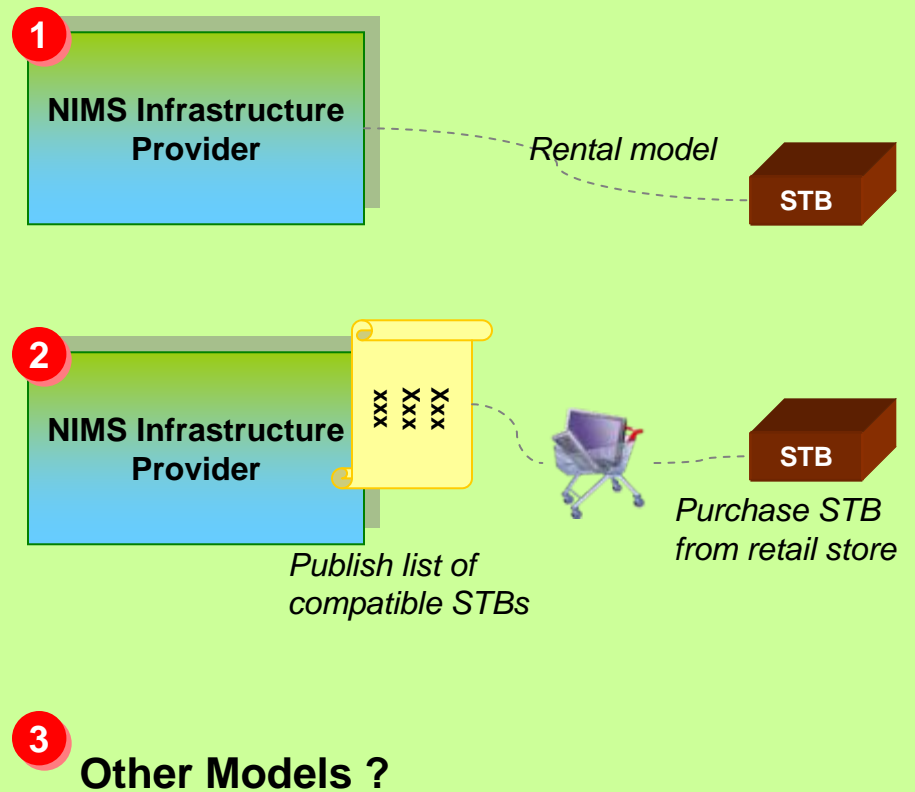 1
NIMS Infrastructure
Provider
Rental model
STB
2
NIMS Infrastructure
Provider
Xxx
Xxx
xxx
STB
Purchase STB
from retail store
Publish list of
compatible STBs
3
Other Models ?